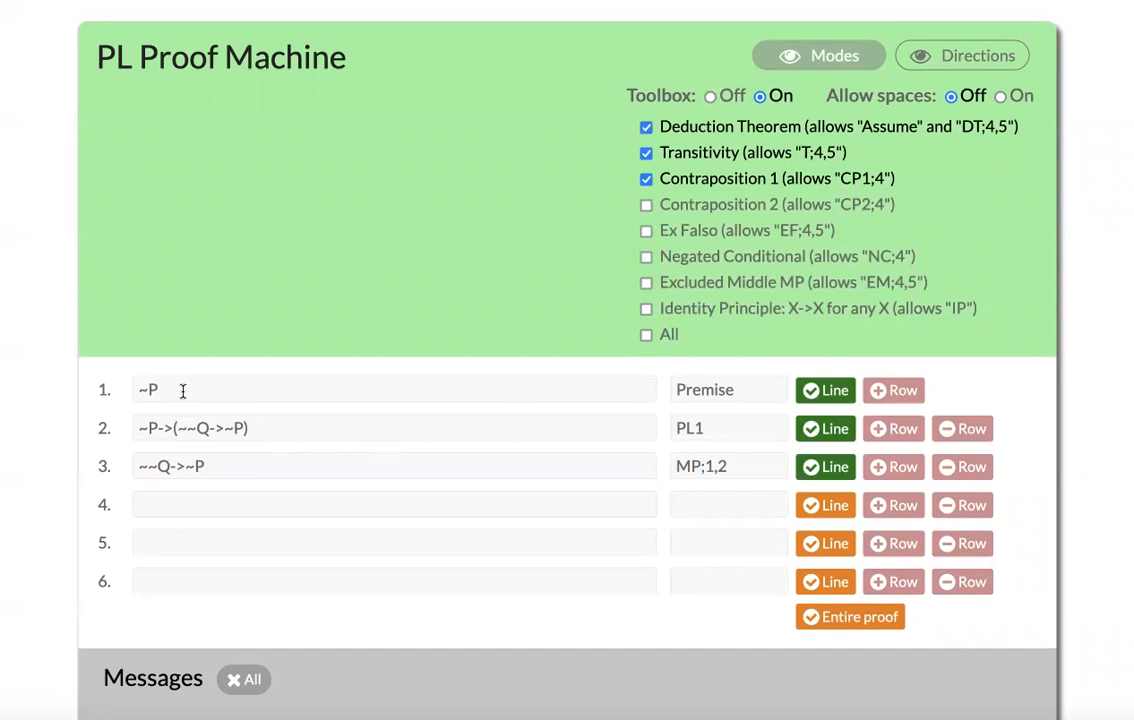 PL Proof Machine
Modes
Directions
Toolbox: Off On Allow spaces: Off On
Deduction Theorem (allows "Assume" and "DT;4,5")
Transitivity (allows "T;4,5")
Contraposition 1 (allows "CP1;4")
Contraposition 2 (allows "CP2;4")
Ex Falso (allows "EF;4,5")
Negated Conditional (allows "NC;4")
Excluded Middle MP (allows "EM;4,5")
Identity Principle: X->X for any X (allows "IP")
All
1. ~P Premise Line Row
2. ~P->(~~Q->~P) PL1 Line Row Row
3. ~~Q->~P MP;1,2 Line Row Row
4. Line Row Row
5. Line Row Row
6. Line Row Row
Entire proof
Messages All